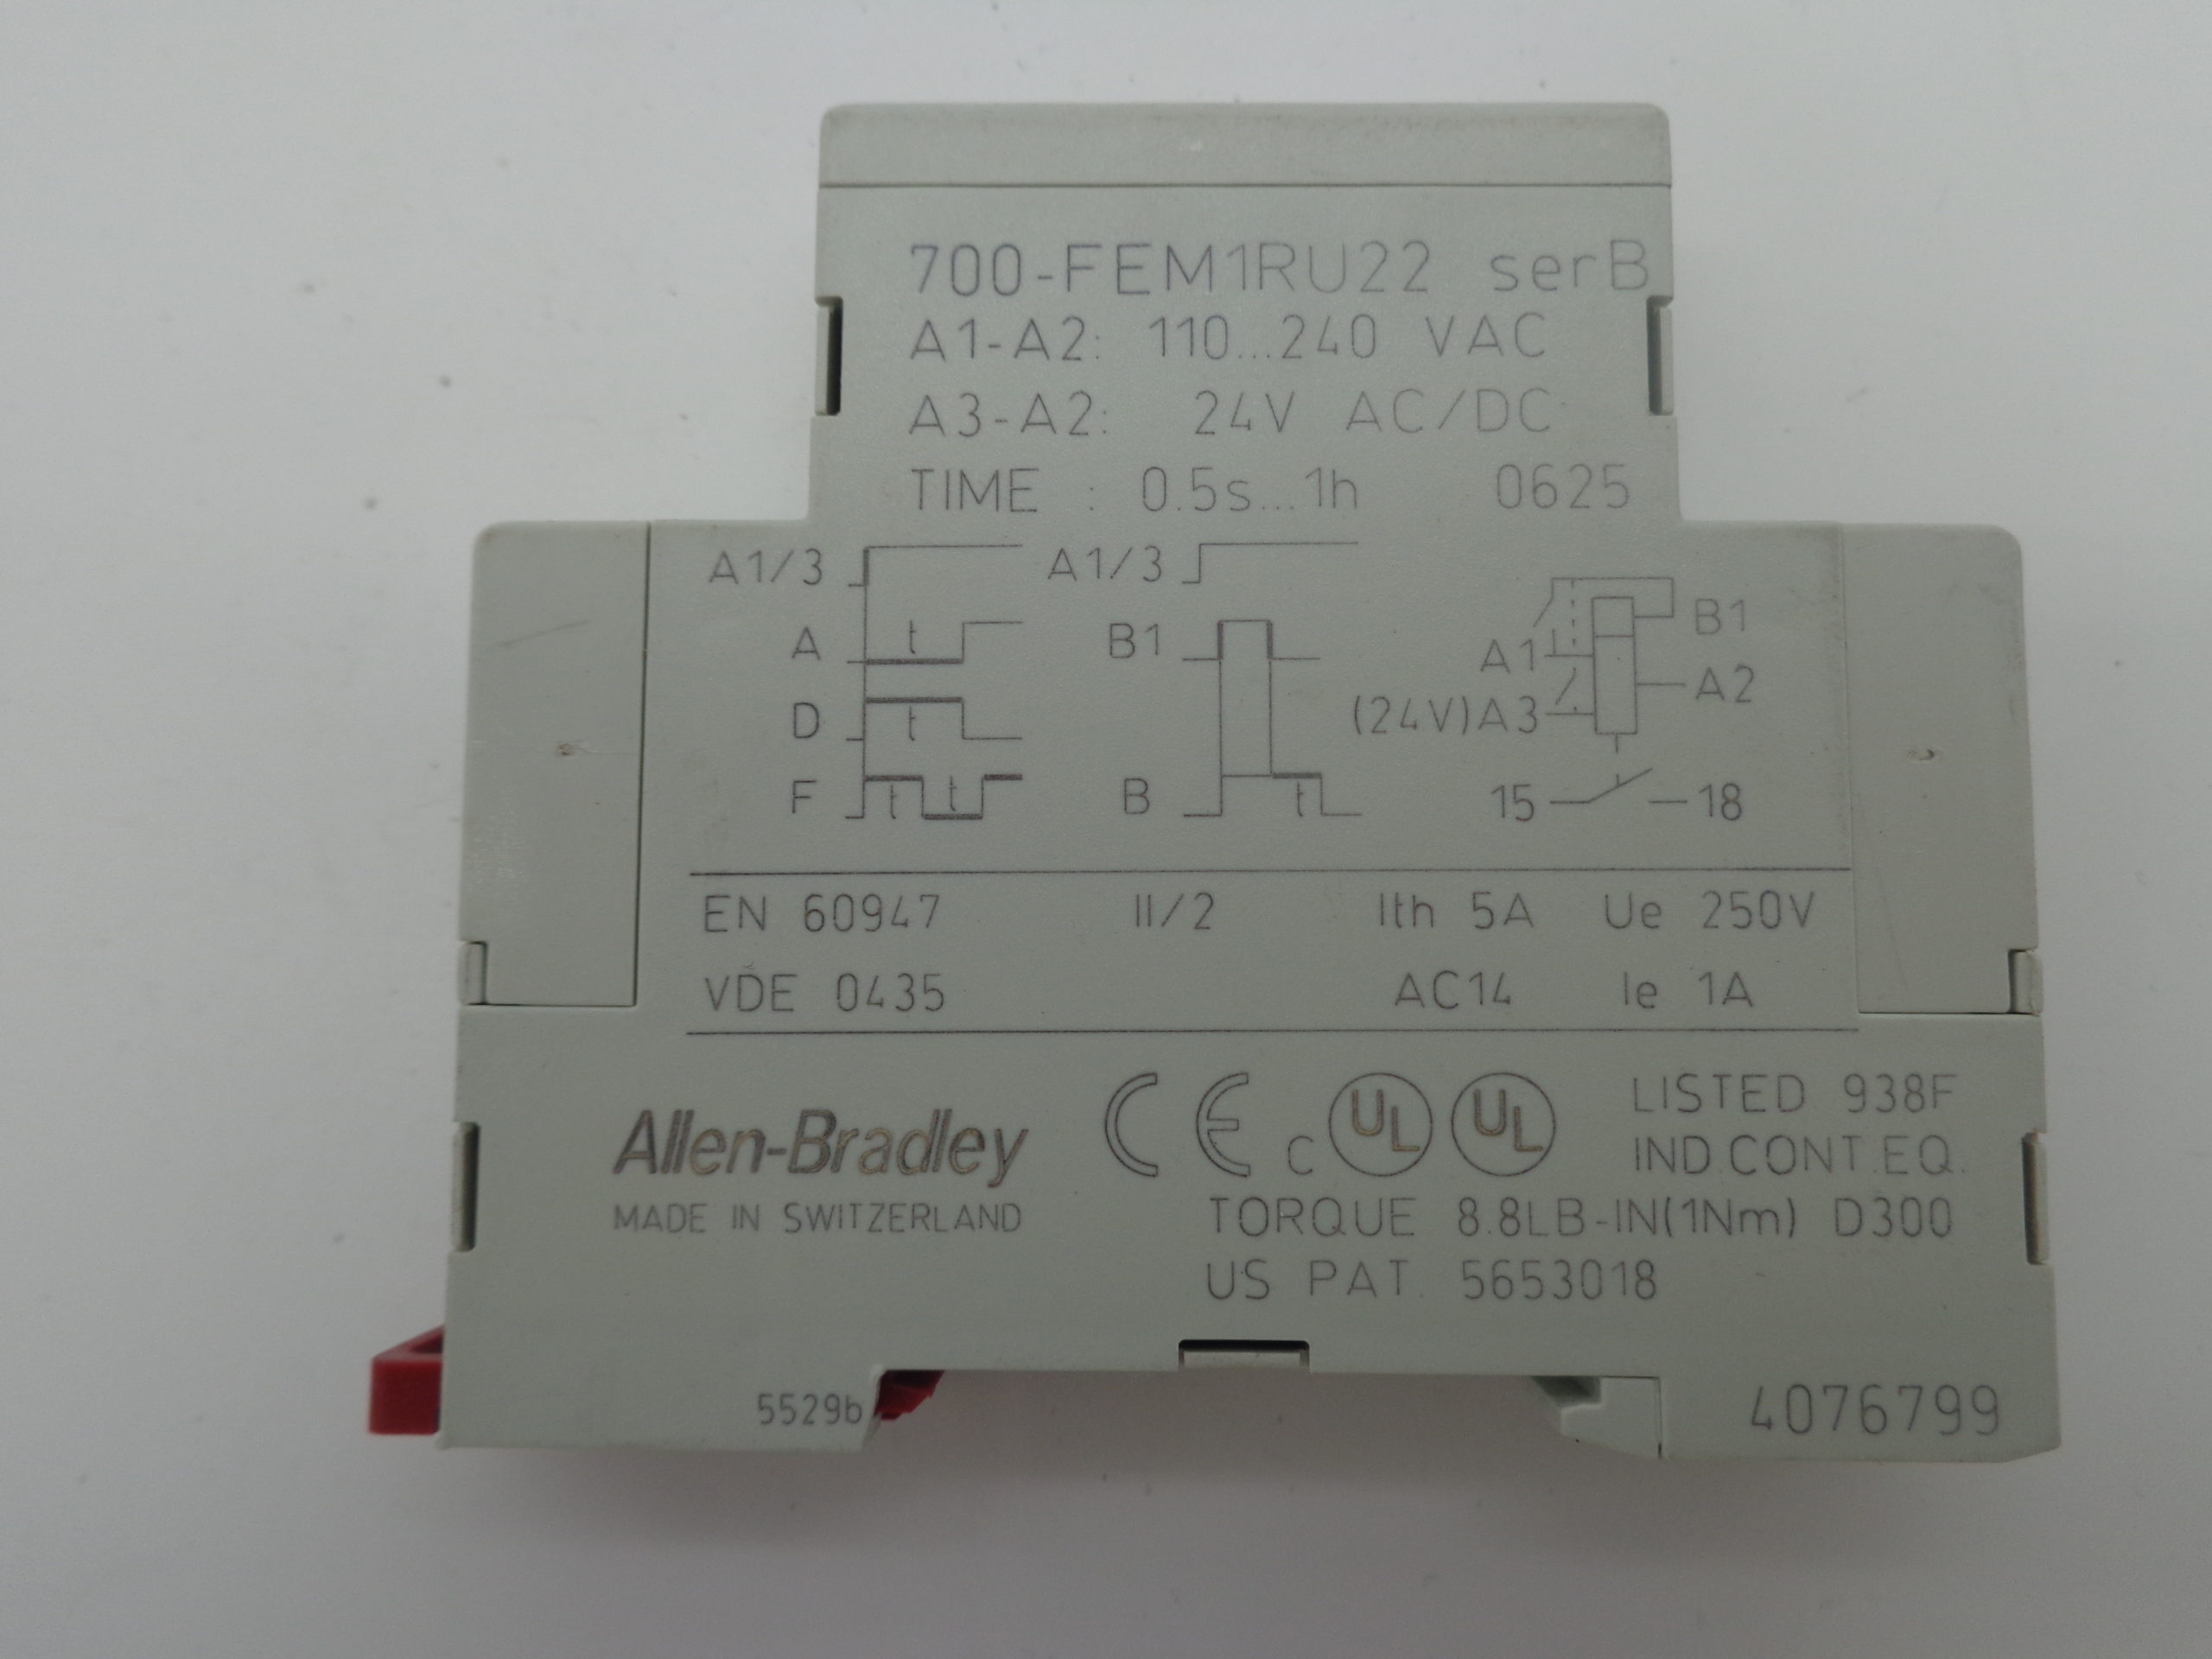 700-FEM1RU22 serB
A1-A2: 110...240 VAC
A3-A2: 24V AC/DC
TIME : 0.5s...1h 0625
A1/3 A1/3
A t B1 B1
A1 A2
D t (24V)A3
F t t B t 15 18
EN 60947 II/2 Ith 5A Ue 250V
VDE 0435 AC14 Ie 1A
Allen-Bradley CE c UL UL LISTED 938F
IND.CONT.EQ.
MADE IN SWITZERLAND TORQUE 8.8LB-IN(1Nm) D300
US PAT. 5653018
5529b 4076799